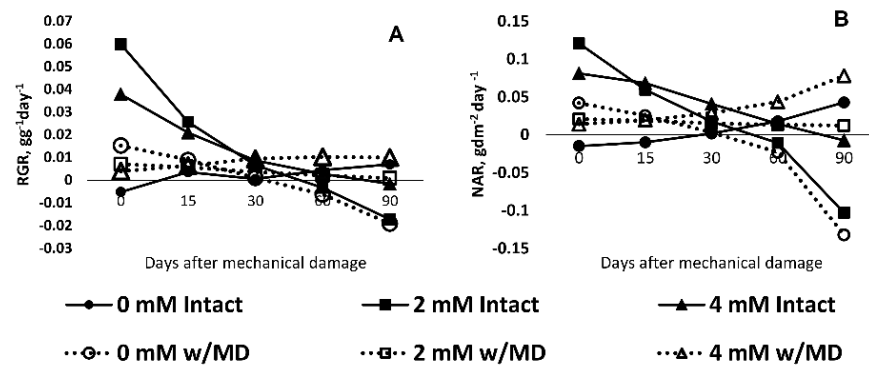 A
RGR, gg⁻¹day⁻¹
0.07
0.06
0.05
0.04
0.03
0.02
0.01
0
-0.01
-0.02
-0.03
0 15 30 60 90
Days after mechanical damage
B
NAR, gdm⁻² day ⁻¹
0.15
0.1
0.05
0
-0.05
-0.1
-0.15
0 15 30 60 90
Days after mechanical damage
0 mM Intact 2 mM Intact 4 mM Intact
0 mM w/MD 2 mM w/MD 4 mM w/MD